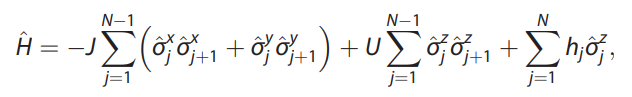 Ĥ = −J ∑_{j=1}^{N−1} (σ̂_j^x σ̂_{j+1}^x + σ̂_j^y σ̂_{j+1}^y) + U ∑_{j=1}^{N−1} σ̂_j^z σ̂_{j+1}^z + ∑_{j=1}^{N} h_j σ̂_j^z,